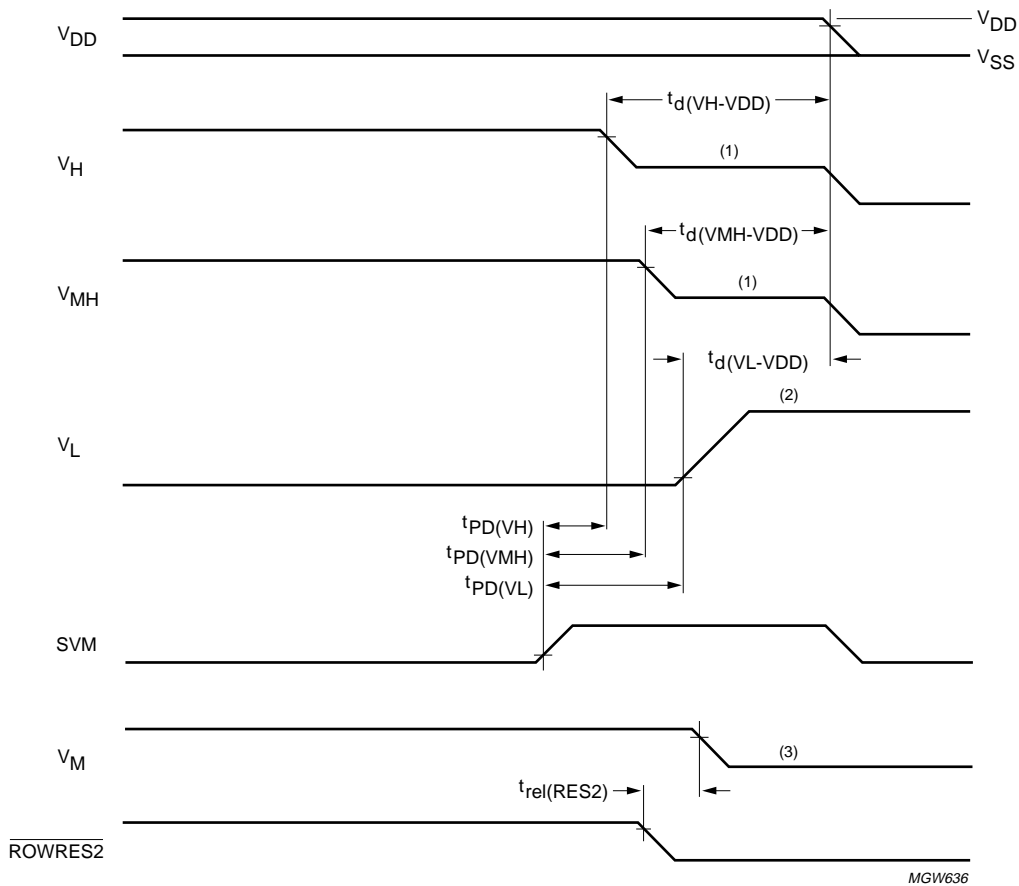 V_DD
V_DD
V_SS
t_d(VH-VDD)
V_H
(1)
t_d(VMH-VDD)
V_MH
(1)
t_d(VL-VDD)
(2)
V_L
t_PD(VH)
t_PD(VMH)
t_PD(VL)
SVM
V_M
(3)
t_rel(RES2)
R̅O̅W̅R̅E̅S̅2̅
MGW636